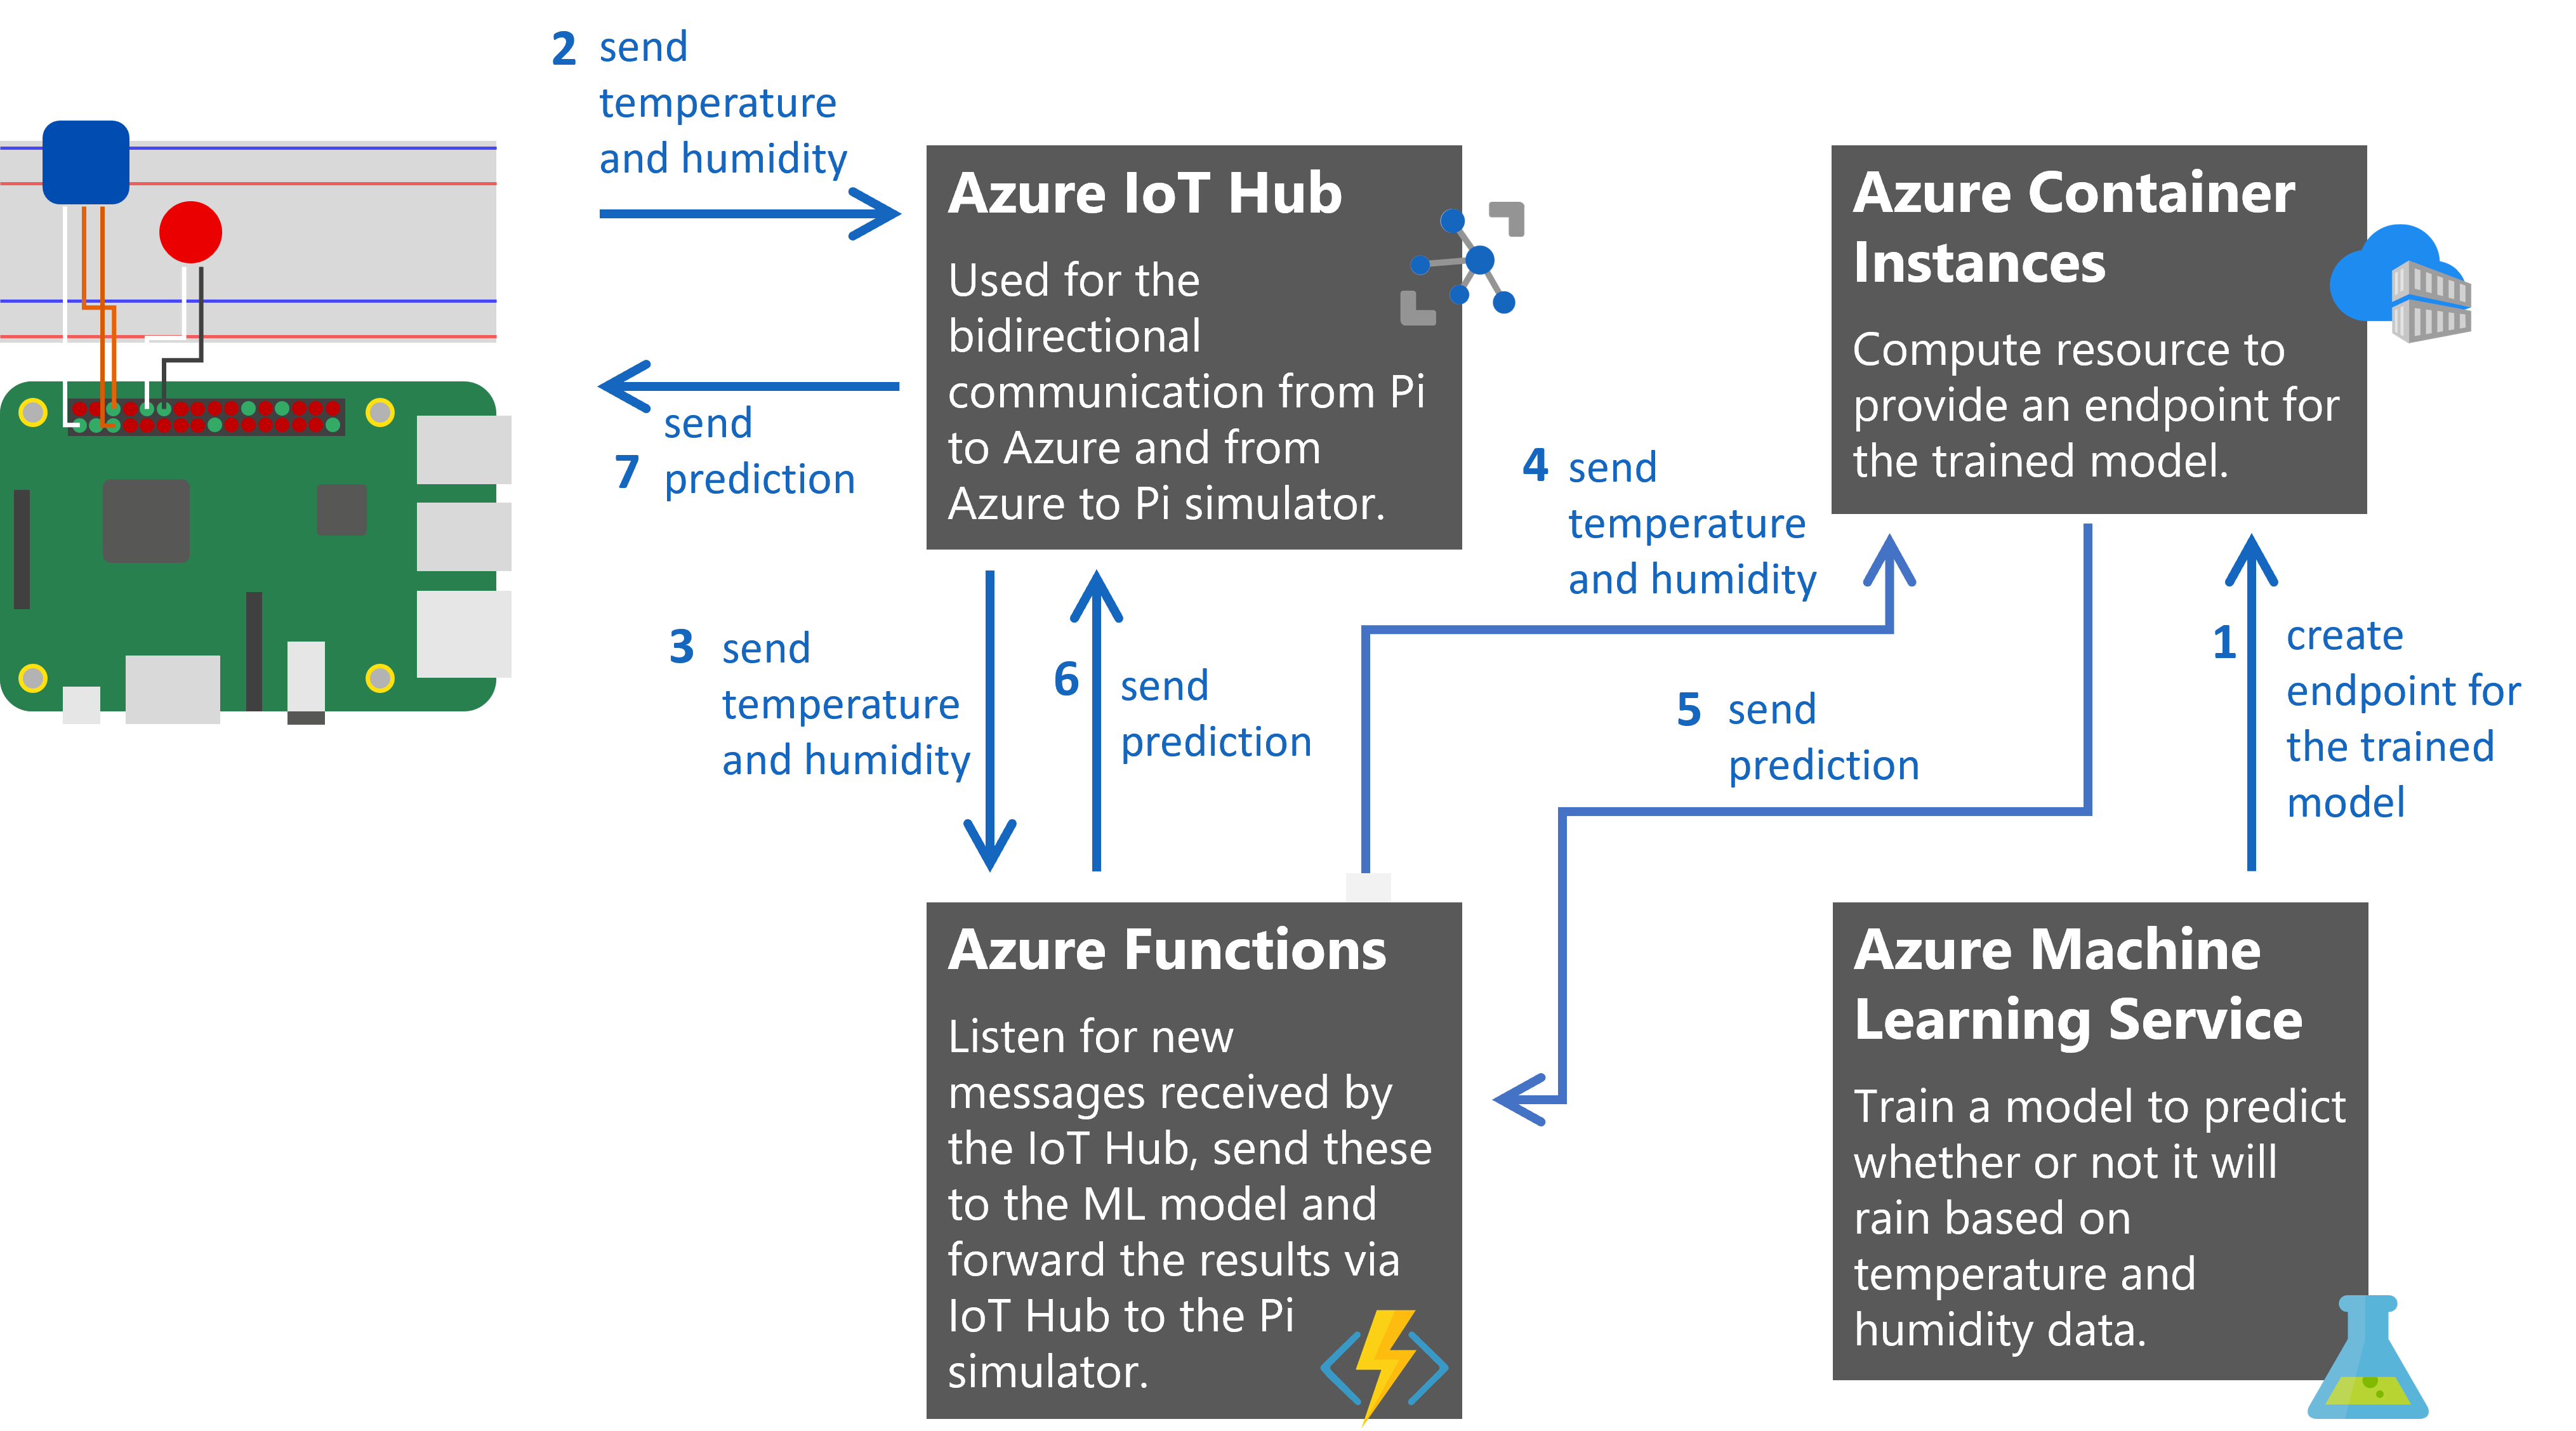 2 send
temperature
and humidity
Azure IoT Hub
Used for the
bidirectional
communication from Pi
to Azure and from
Azure to Pi simulator.
Azure Container
Instances
Compute resource to
provide an endpoint for
the trained model.
7 send
prediction
4 send
temperature
and humidity
3 send
temperature
and humidity
6 send
prediction
5 send
prediction
1 create
endpoint for
the trained
model
Azure Functions
Listen for new
messages received by
the IoT Hub, send these
to the ML model and
forward the results via
IoT Hub to the Pi
simulator.
Azure Machine
Learning Service
Train a model to predict
whether or not it will
rain based on
temperature and
humidity data.